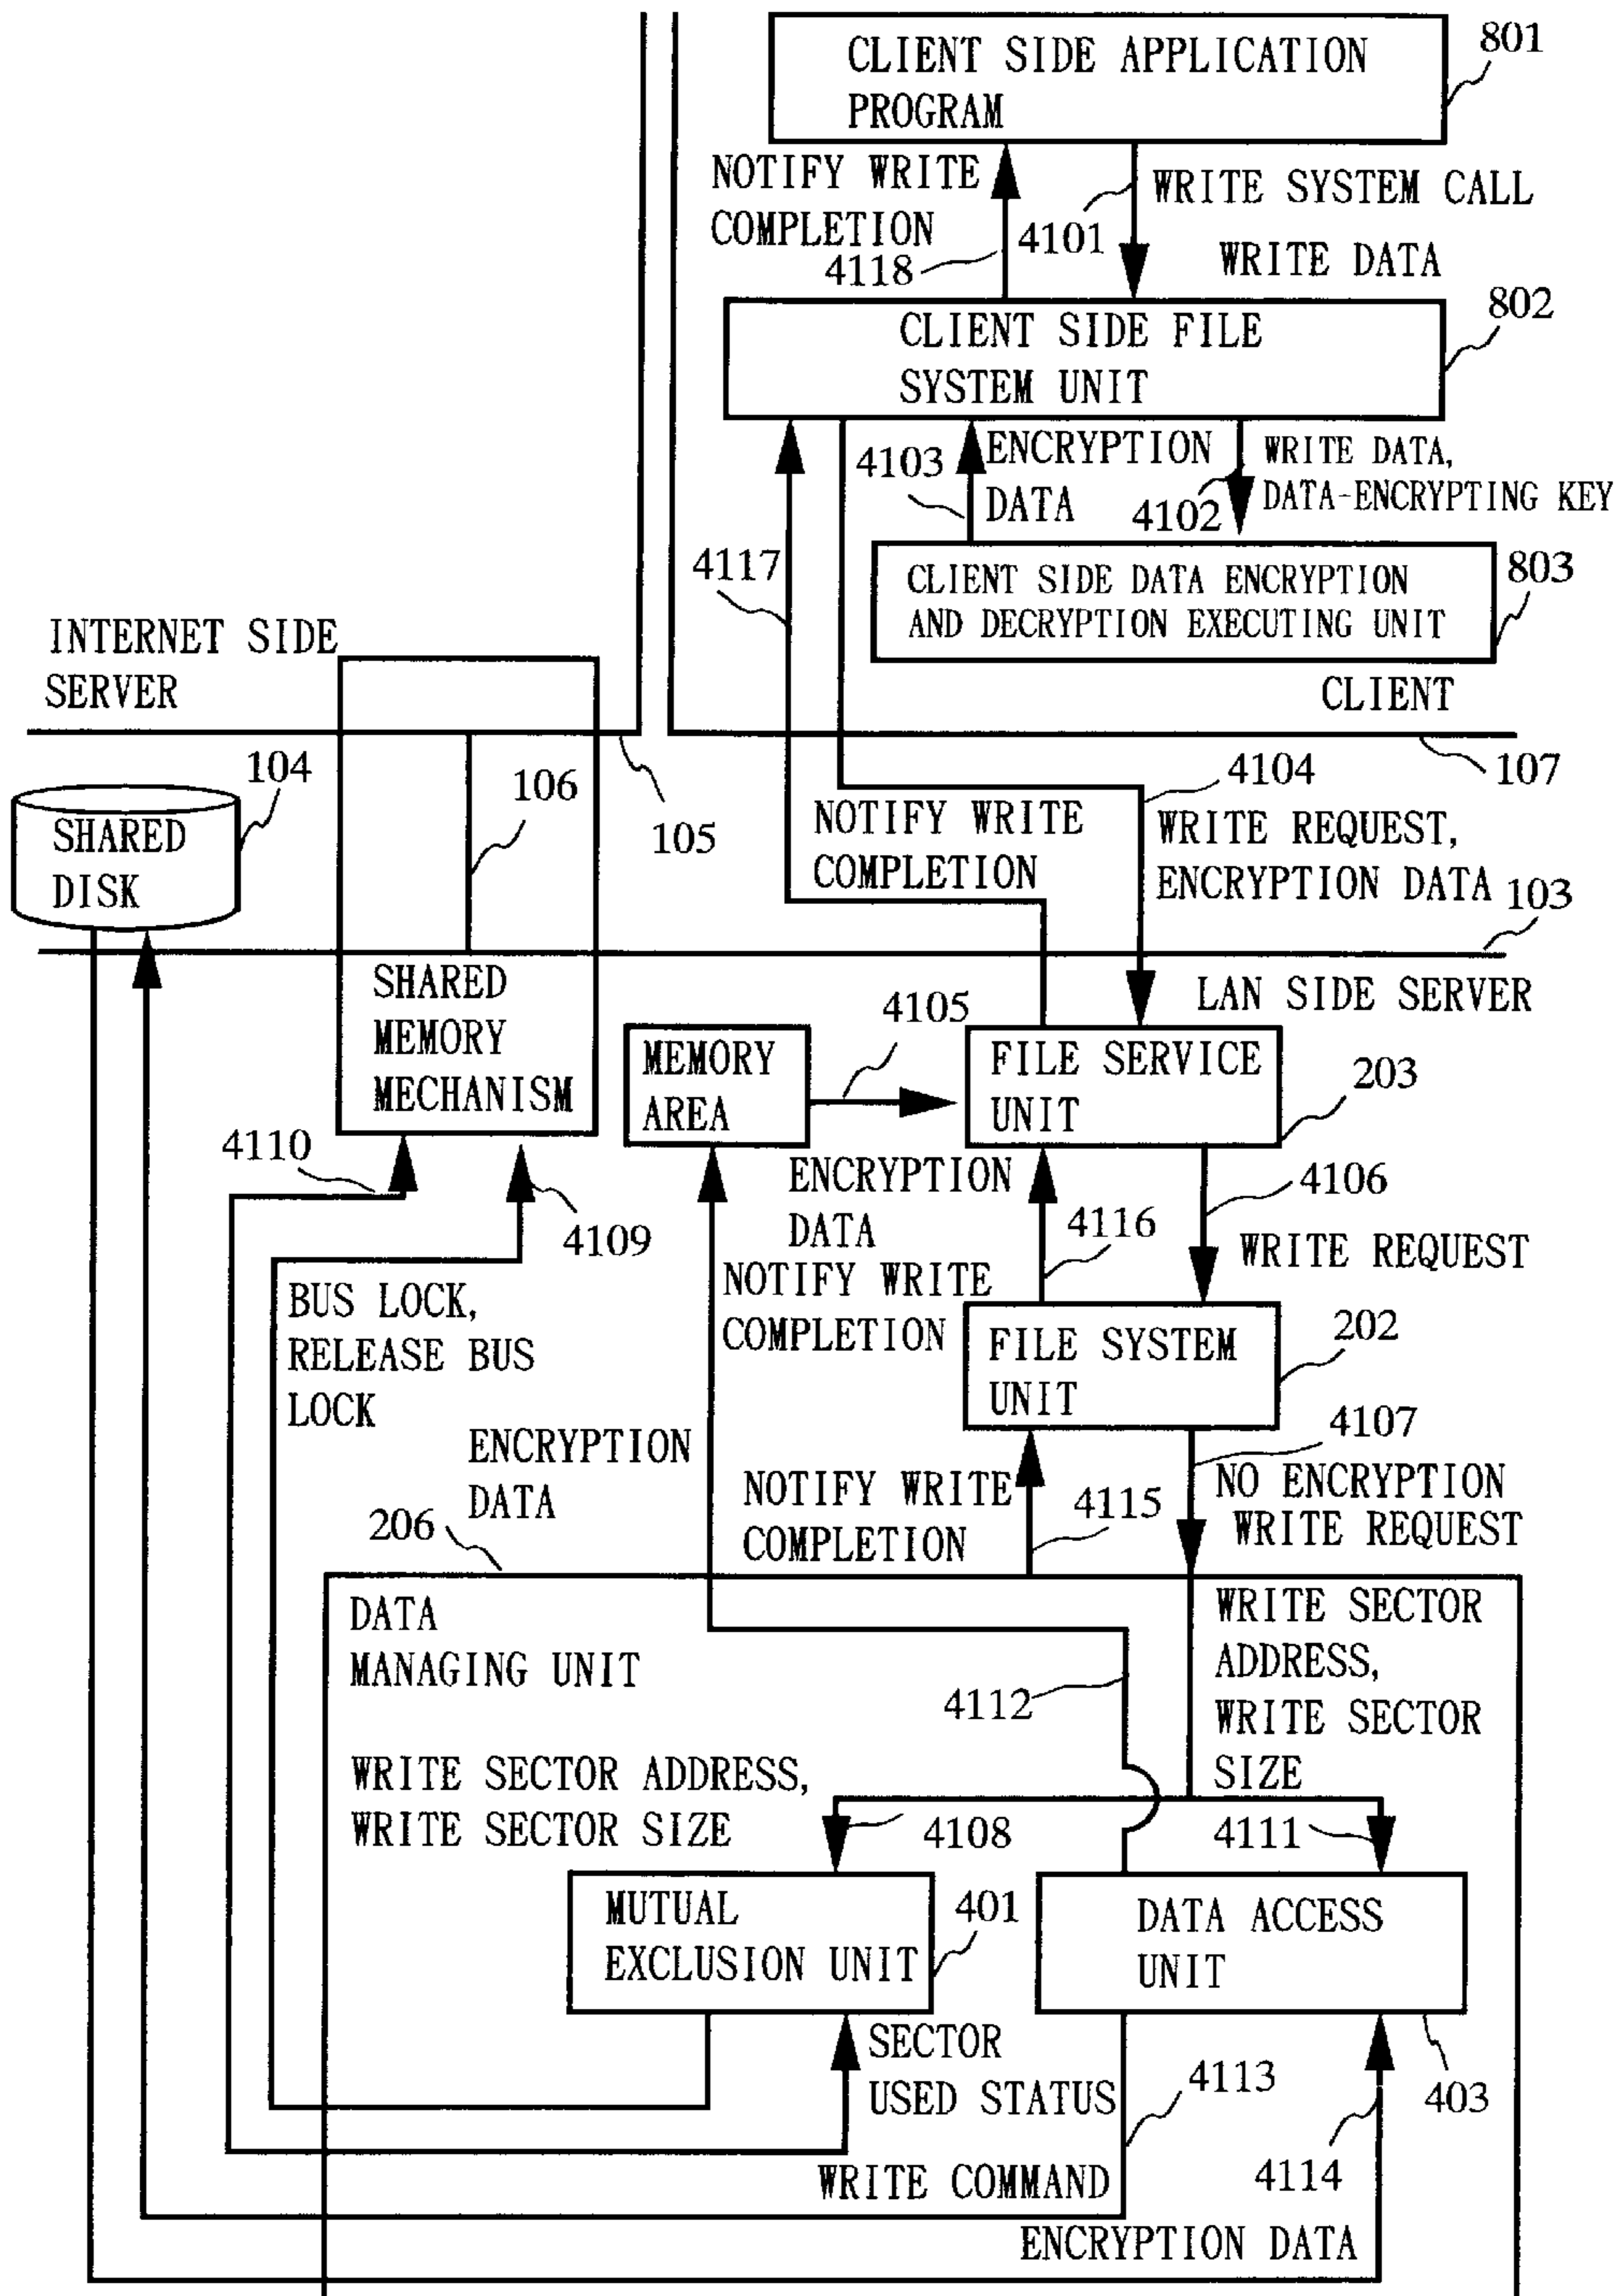 CLIENT SIDE APPLICATION
PROGRAM
801
NOTIFY WRITE
COMPLETION
4118
4101
WRITE SYSTEM CALL
WRITE DATA
CLIENT SIDE FILE
SYSTEM UNIT
802
4103
ENCRYPTION
DATA
4102
WRITE DATA,
DATA-ENCRYPTING KEY
4117
CLIENT SIDE DATA ENCRYPTION
AND DECRYPTION EXECUTING UNIT
803
INTERNET SIDE
SERVER
CLIENT
104
SHARED
DISK
106
105
NOTIFY WRITE
COMPLETION
4104
107
WRITE REQUEST,
ENCRYPTION DATA
103
SHARED
MEMORY
MECHANISM
LAN SIDE SERVER
4105
MEMORY
AREA
FILE SERVICE
UNIT
203
4110
4109
ENCRYPTION
DATA
4116
4106
WRITE REQUEST
BUS LOCK,
RELEASE BUS
LOCK
NOTIFY WRITE
COMPLETION
FILE SYSTEM
UNIT
202
4107
ENCRYPTION
DATA
206
NOTIFY WRITE
COMPLETION
4115
NO ENCRYPTION
WRITE REQUEST
DATA
MANAGING UNIT
4112
WRITE SECTOR
ADDRESS,
WRITE SECTOR
SIZE
WRITE SECTOR ADDRESS,
WRITE SECTOR SIZE
4108
4111
MUTUAL
EXCLUSION UNIT
401
DATA ACCESS
UNIT
SECTOR
USED STATUS
4113
403
WRITE COMMAND
4114
ENCRYPTION DATA